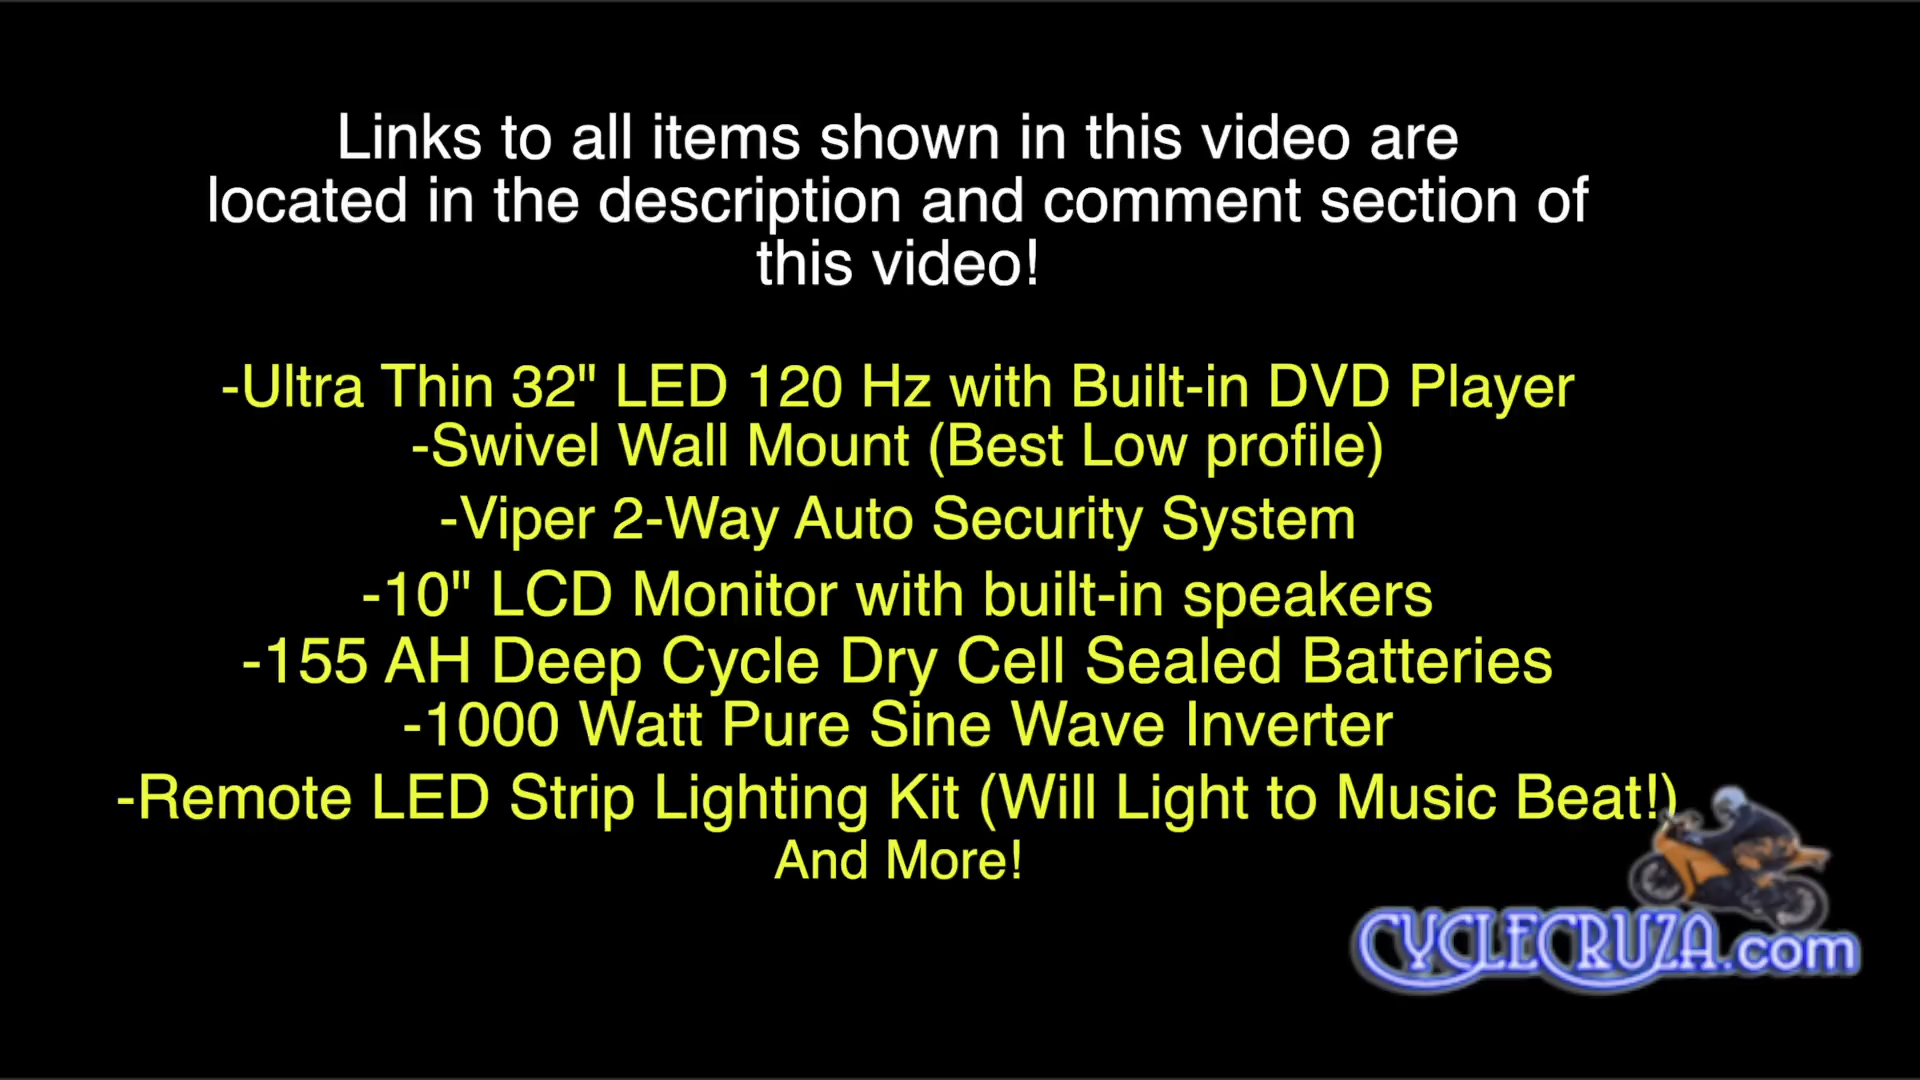 Links to all items shown in this video are
located in the description and comment section of
this video!
-Ultra Thin 32" LED 120 Hz with Built-in DVD Player
-Swivel Wall Mount (Best Low profile)
-Viper 2-Way Auto Security System
-10" LCD Monitor with built-in speakers
-155 AH Deep Cycle Dry Cell Sealed Batteries
-1000 Watt Pure Sine Wave Inverter
-Remote LED Strip Lighting Kit (Will Light to Music Beat!)
And More!
CYCLECRUZA.com